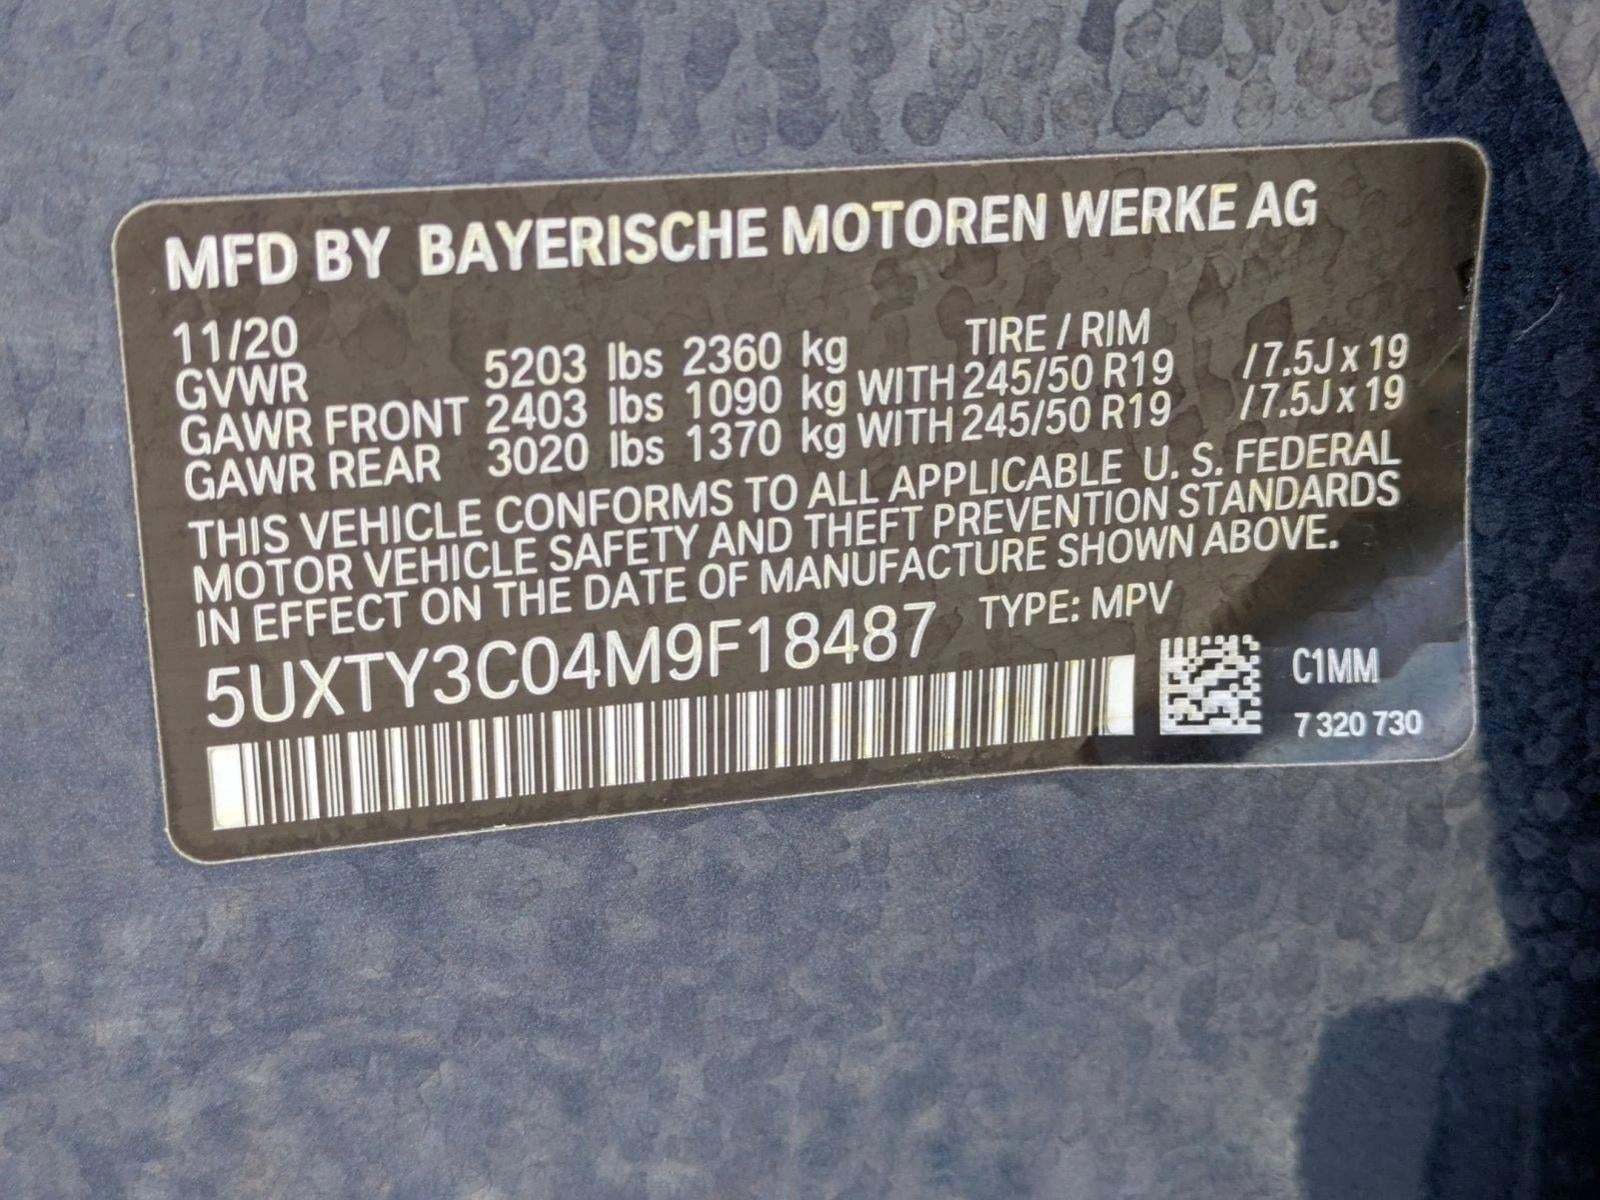 MFD BY BAYERISCHE MOTOREN WERKE AG
11/20 TIRE / RIM
GVWR 5203 lbs 2360 kg
GAWR FRONT 2403 lbs 1090 kg WITH 245/50 R19 /7.5J x 19
GAWR REAR 3020 lbs 1370 kg WITH 245/50 R19 /7.5J x 19
THIS VEHICLE CONFORMS TO ALL APPLICABLE U. S. FEDERAL
MOTOR VEHICLE SAFETY AND THEFT PREVENTION STANDARDS
IN EFFECT ON THE DATE OF MANUFACTURE SHOWN ABOVE.
5UXTY3C04M9F18487 TYPE: MPV
C1MM
7 320 730